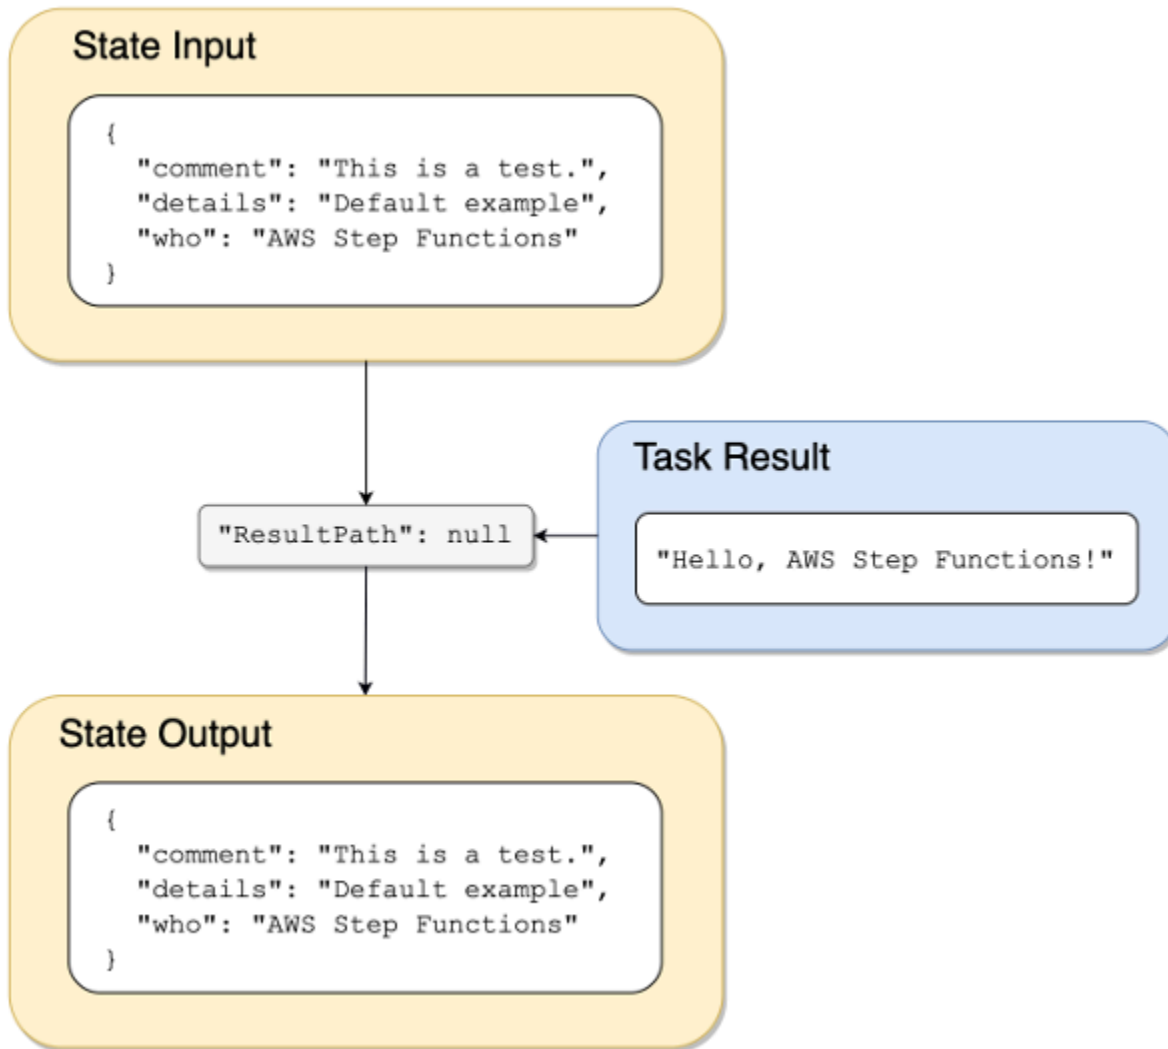 State Input
{
  "comment": "This is a test.",
  "details": "Default example",
  "who": "AWS Step Functions"
}
Task Result
"ResultPath": null
"Hello, AWS Step Functions!"
State Output
{
  "comment": "This is a test.",
  "details": "Default example",
  "who": "AWS Step Functions"
}